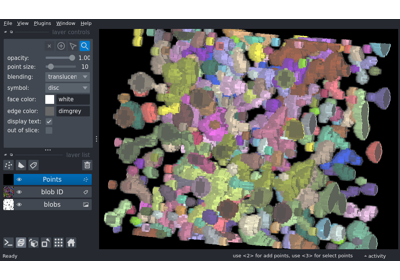 File View Plugins Window Help
layer controls
opacity: 1.00
point size: 10
blending: translucen
symbol: disc
face color: white
edge color: dimgrey
display text:
out of slice:
layer list
Points
blob ID
blobs
Ready
use <2> for add points, use <3> for select points
activity